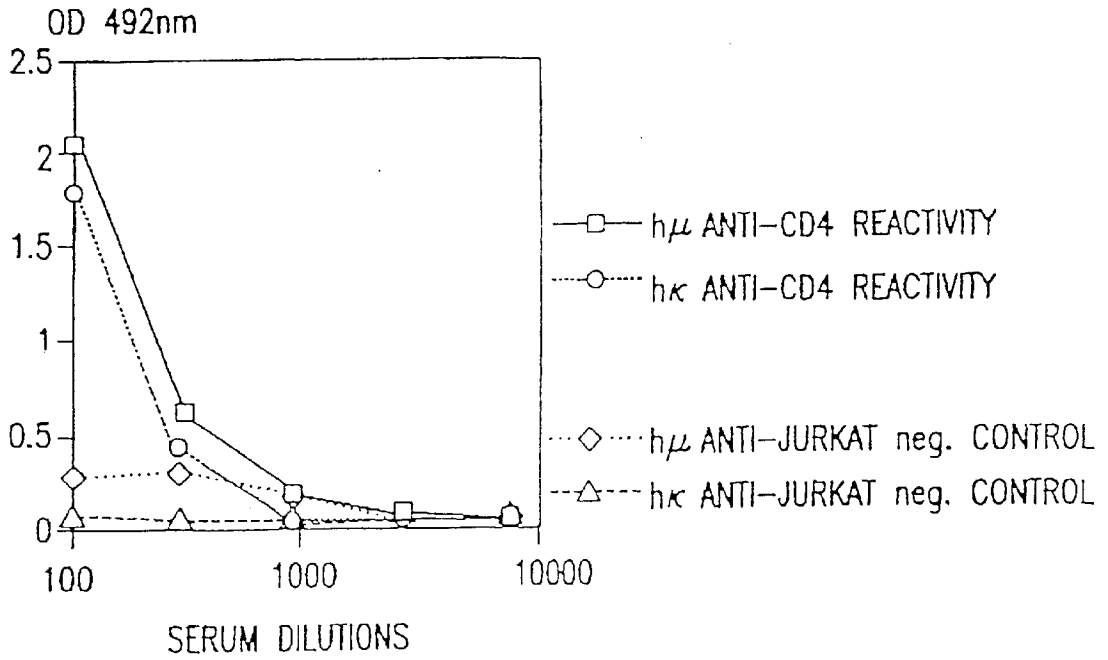 OD 492nm
2.5
2
1.5
1
0.5
0
100
1000
10000
SERUM DILUTIONS
hμ ANTI-CD4 REACTIVITY
hκ ANTI-CD4 REACTIVITY
hμ ANTI-JURKAT neg. CONTROL
hκ ANTI-JURKAT neg. CONTROL